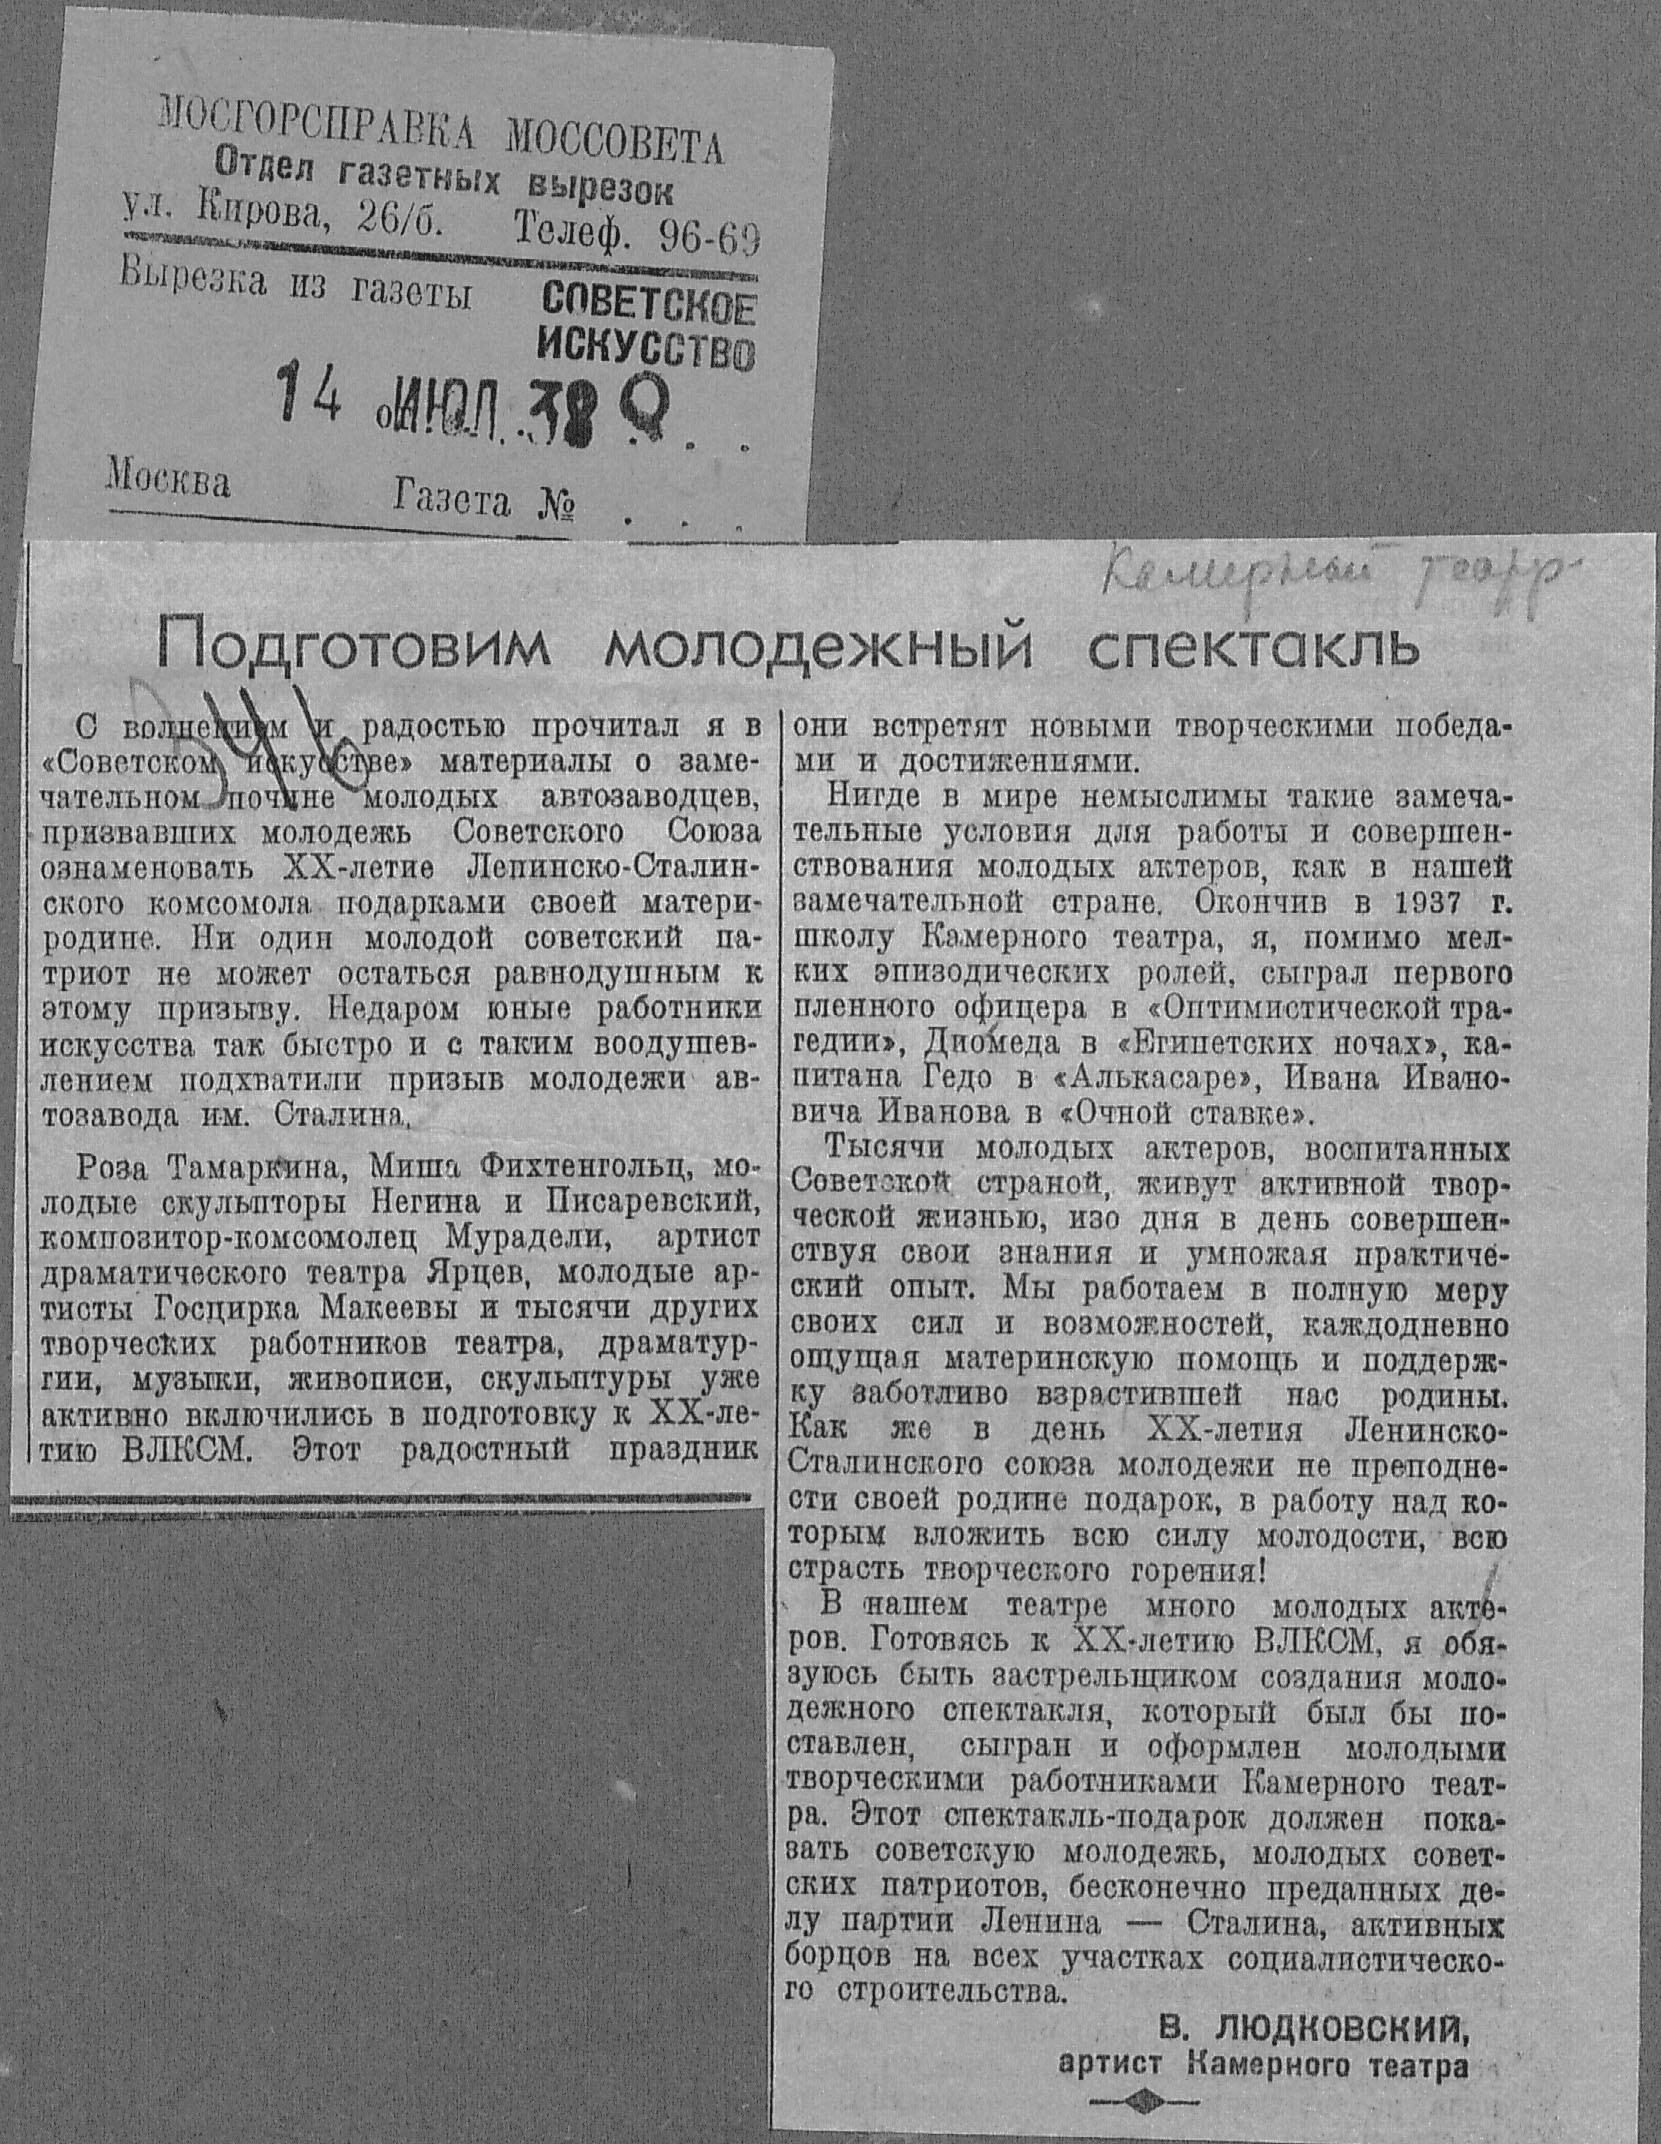 МОСГОРСПРАВКА МОССОВЕТА
Отдел газетных вырезок
ул. Кирова, 26/б. Телеф. 96-69
Вырезка из газеты СОВЕТСКОЕ
ИСКУССТВО
14 ИЮЛ. 38
Москва Газета № . . .
Камерный театр
Подготовим молодежный спектакль
346
С волнением и радостью прочитал я в
«Советском искусстве» материалы о заме-
чательном почине молодых автозаводцев,
призвавших молодежь Советского Союза
ознаменовать XX-летие Ленинско-Сталин-
ского комсомола подарками своей матери-
родине. Ни один молодой советский па-
триот не может остаться равнодушным к
этому призыву. Недаром юные работники
искусства так быстро и с таким воодушев-
лением подхватили призыв молодежи ав-
тозавода им. Сталина.
Роза Тамаркина, Миша Фихтенгольц, мо-
лодые скульпторы Негина и Писаревский,
композитор-комсомолец Мурадели, артист
драматического театра Ярцев, молодые ар-
тисты Госцирка Макеевы и тысячи других
творческих работников театра, драматур-
гии, музыки, живописи, скульптуры уже
активно включились в подготовку к XX-ле-
тию ВЛКСМ. Этот радостный праздник
они встретят новыми творческими победа-
ми и достижениями.
Нигде в мире немыслимы такие замеча-
тельные условия для работы и совершен-
ствования молодых актеров, как в нашей
замечательной стране. Окончив в 1937 г.
школу Камерного театра, я, помимо мел-
ких эпизодических ролей, сыграл первого
пленного офицера в «Оптимистической тра-
гедии», Диомеда в «Египетских ночах», ка-
питана Гедо в «Алькасаре», Ивана Ивано-
вича Иванова в «Очной ставке».
Тысячи молодых актеров, воспитанных
Советской страной, живут активной твор-
ческой жизнью, изо дня в день совершен-
ствуя свои знания и умножая практиче-
ский опыт. Мы работаем в полную меру
своих сил и возможностей, каждодневно
ощущая материнскую помощь и поддерж-
ку заботливо взрастившей нас родины.
Как же в день XX-летия Ленинско-
Сталинского союза молодежи не преподне-
сти своей родине подарок, в работу над ко-
торым вложить всю силу молодости, всю
страсть творческого горения!
В нашем театре много молодых акте-
ров. Готовясь к XX-летию ВЛКСМ, я обя-
зуюсь быть застрельщиком создания моло-
дежного спектакля, который был бы по-
ставлен, сыгран и оформлен молодыми
творческими работниками Камерного теат-
ра. Этот спектакль-подарок должен пока-
зать советскую молодежь, молодых совет-
ских патриотов, бесконечно преданных де-
лу партии Ленина — Сталина, активных
борцов на всех участках социалистическо-
го строительства.
В. ЛЮДКОВСКИЙ,
артист Камерного театра